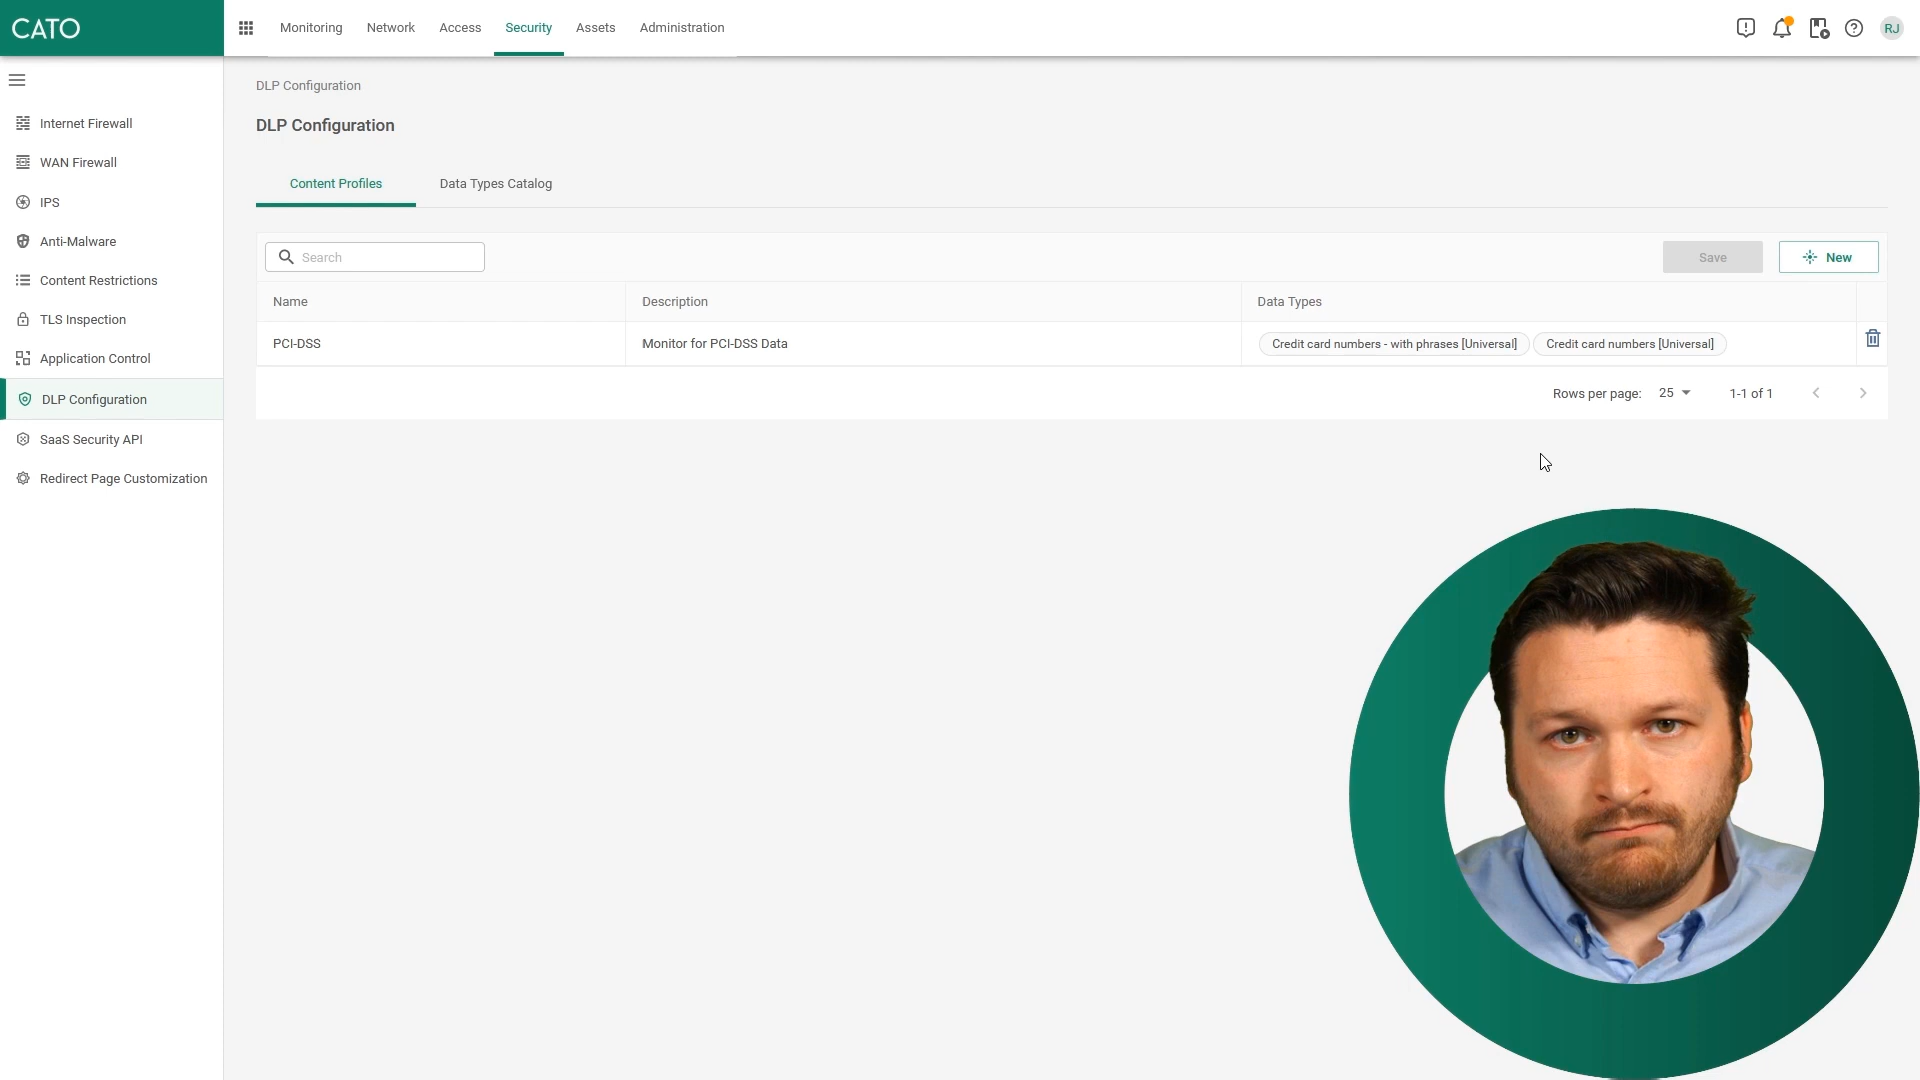 CATO
Monitoring
Network
Access
Security
Assets
Administration
RJ
Internet Firewall
WAN Firewall
IPS
Anti-Malware
Content Restrictions
TLS Inspection
Application Control
DLP Configuration
SaaS Security API
Redirect Page Customization
DLP Configuration
DLP Configuration
Content Profiles
Data Types Catalog
Search
Save
New
Name
Description
Data Types
PCI-DSS
Monitor for PCI-DSS Data
Credit card numbers - with phrases [Universal]
Credit card numbers [Universal]
Rows per page:
25
1-1 of 1